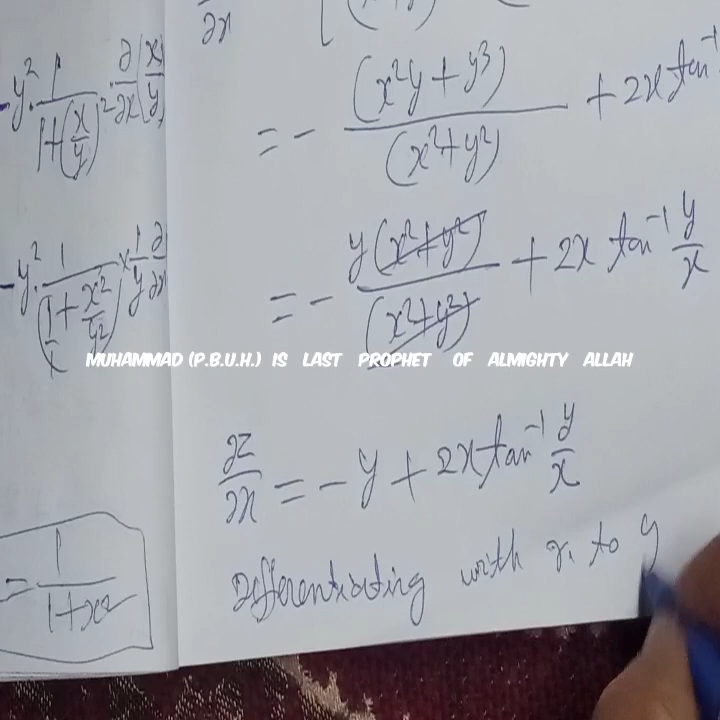 ∂x
-y². 1/(1+(x/y)²) . ∂/∂x (x/y)
= - (x²y + y³)/(x²+y²) + 2x tan⁻¹
-y². 1/(1/1 + x²/y²) × 1/y ∂/∂x
= - y(x²+y²)/(x²+y²) + 2x tan⁻¹ y/x
MUHAMMAD (P.B.U.H.) IS LAST PROPHET OF ALMIGHTY ALLAH
∂z/∂x = - y + 2x tan⁻¹ y/x
= 1/(1+x²)
Differentiating with r. to y